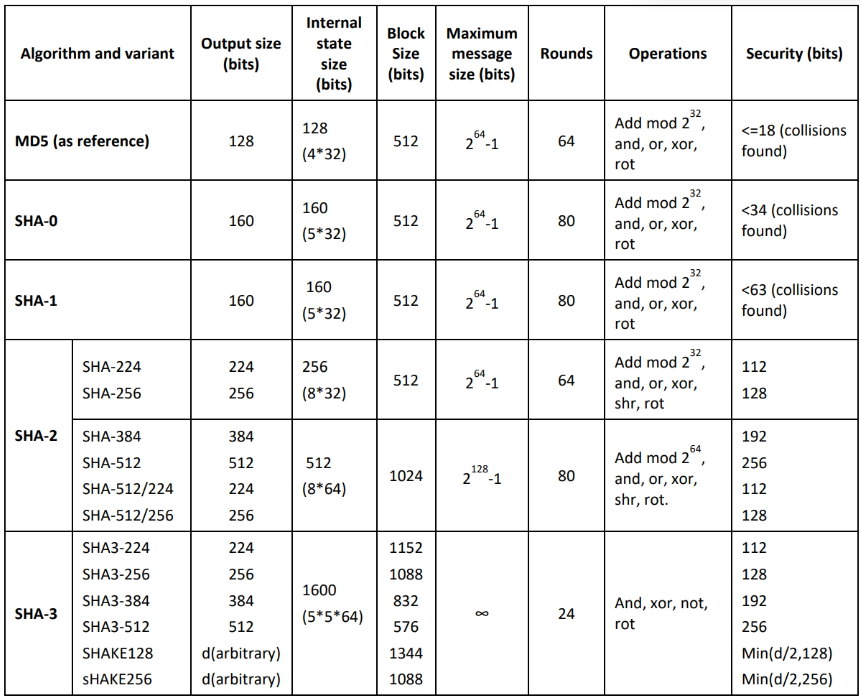 Algorithm and variant | Output size (bits) | Internal state size (bits) | Block Size (bits) | Maximum message size (bits) | Rounds | Operations | Security (bits)
MD5 (as reference) | 128 | 128 (4*32) | 512 | 2^64-1 | 64 | Add mod 2^32, and, or, xor, rot | <=18 (collisions found)
SHA-0 | 160 | 160 (5*32) | 512 | 2^64-1 | 80 | Add mod 2^32, and, or, xor, rot | <34 (collisions found)
SHA-1 | 160 | 160 (5*32) | 512 | 2^64-1 | 80 | Add mod 2^32, and, or, xor, rot | <63 (collisions found)
SHA-2 | SHA-224 | 224 | 256 (8*32) | 512 | 2^64-1 | 64 | Add mod 2^32, and, or, xor, shr, rot | 112
SHA-256 | 256 | 128
SHA-384 | 384 | 512 (8*64) | 1024 | 2^128-1 | 80 | Add mod 2^64, and, or, xor, shr, rot. | 192
SHA-512 | 512 | 256
SHA-512/224 | 224 | 112
SHA-512/256 | 256 | 128
SHA-3 | SHA3-224 | 224 | 1600 (5*5*64) | 1152 | ∞ | 24 | And, xor, not, rot | 112
SHA3-256 | 256 | 1088 | 128
SHA3-384 | 384 | 832 | 192
SHA3-512 | 512 | 576 | 256
SHAKE128 | d(arbitrary) | 1344 | Min(d/2,128)
sHAKE256 | d(arbitrary) | 1088 | Min(d/2,256)